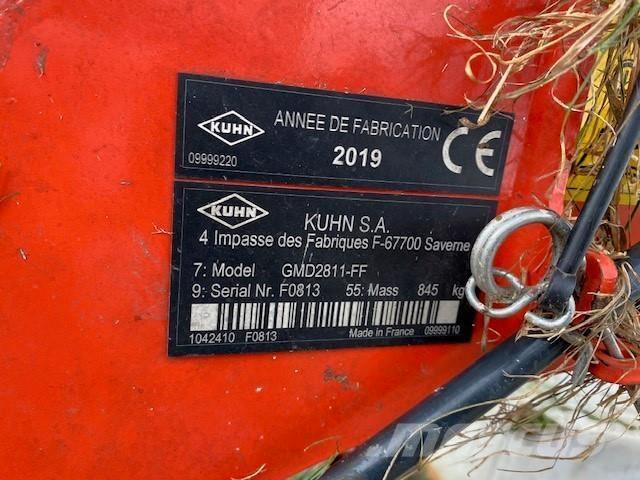 KUHN
ANNEE DE FABRICATION
09999220
2019
CE
KUHN
KUHN S.A.
4 Impasse des Fabriques F-67700 Saverne
7: Model GMD2811-FF
9: Serial Nr. F0813 55: Mass 845 kg
1042410 F0813 Made in France 09999110